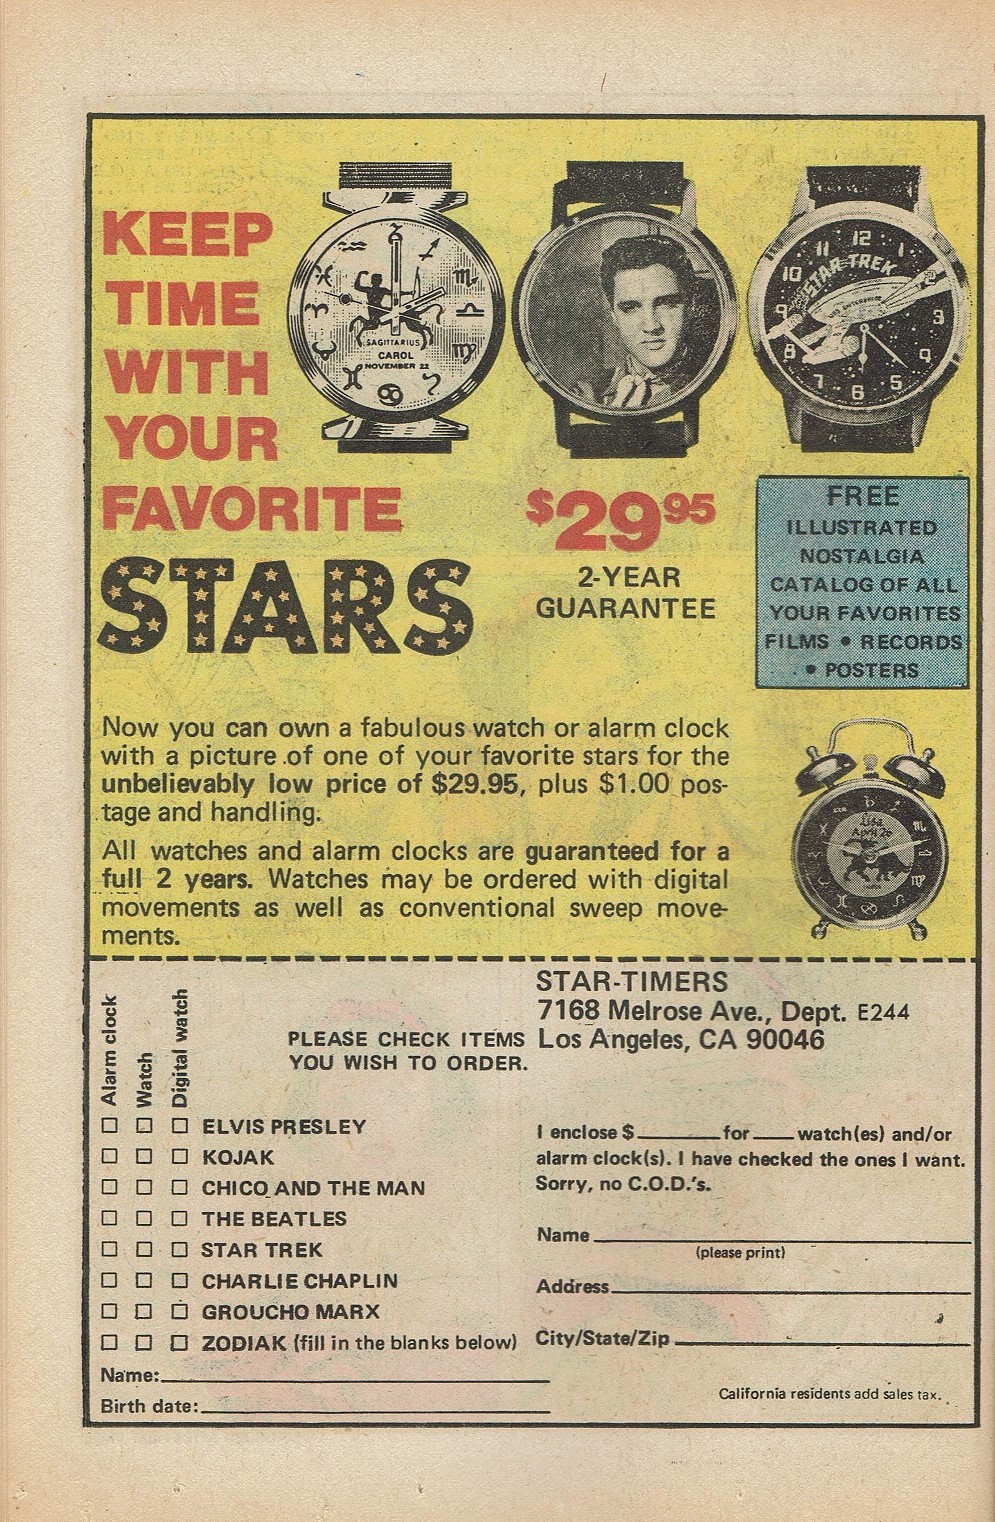 KEEP
TIME
WITH
YOUR
FAVORITE
STARS
SAGITTARIUS
CAROL
NOVEMBER 22
12
11
1
10
STAR TREK
ENTERPRISE
2
9
3
8
9
7
6
5
$29.95
2-YEAR
GUARANTEE
FREE
ILLUSTRATED
NOSTALGIA
CATALOG OF ALL
YOUR FAVORITES
FILMS • RECORDS
• POSTERS
Now you can own a fabulous watch or alarm clock
with a picture of one of your favorite stars for the
unbelievably low price of $29.95, plus $1.00 pos-
tage and handling.
All watches and alarm clocks are guaranteed for a
full 2 years. Watches may be ordered with digital
movements as well as conventional sweep move-
ments.
Lisa
April 26
STAR-TIMERS
7168 Melrose Ave., Dept. E244
Los Angeles, CA 90046
PLEASE CHECK ITEMS
YOU WISH TO ORDER.
Alarm clock
Watch
Digital watch
☐ ☐ ☐ ELVIS PRESLEY
☐ ☐ ☐ KOJAK
☐ ☐ ☐ CHICO AND THE MAN
☐ ☐ ☐ THE BEATLES
☐ ☐ ☐ STAR TREK
☐ ☐ ☐ CHARLIE CHAPLIN
☐ ☐ ☐ GROUCHO MARX
☐ ☐ ☐ ZODIAK (fill in the blanks below)
Name:
Birth date:
I enclose $________for____watch(es) and/or
alarm clock(s). I have checked the ones I want.
Sorry, no C.O.D.'s.
Name
(please print)
Address
City/State/Zip
California residents add sales tax.